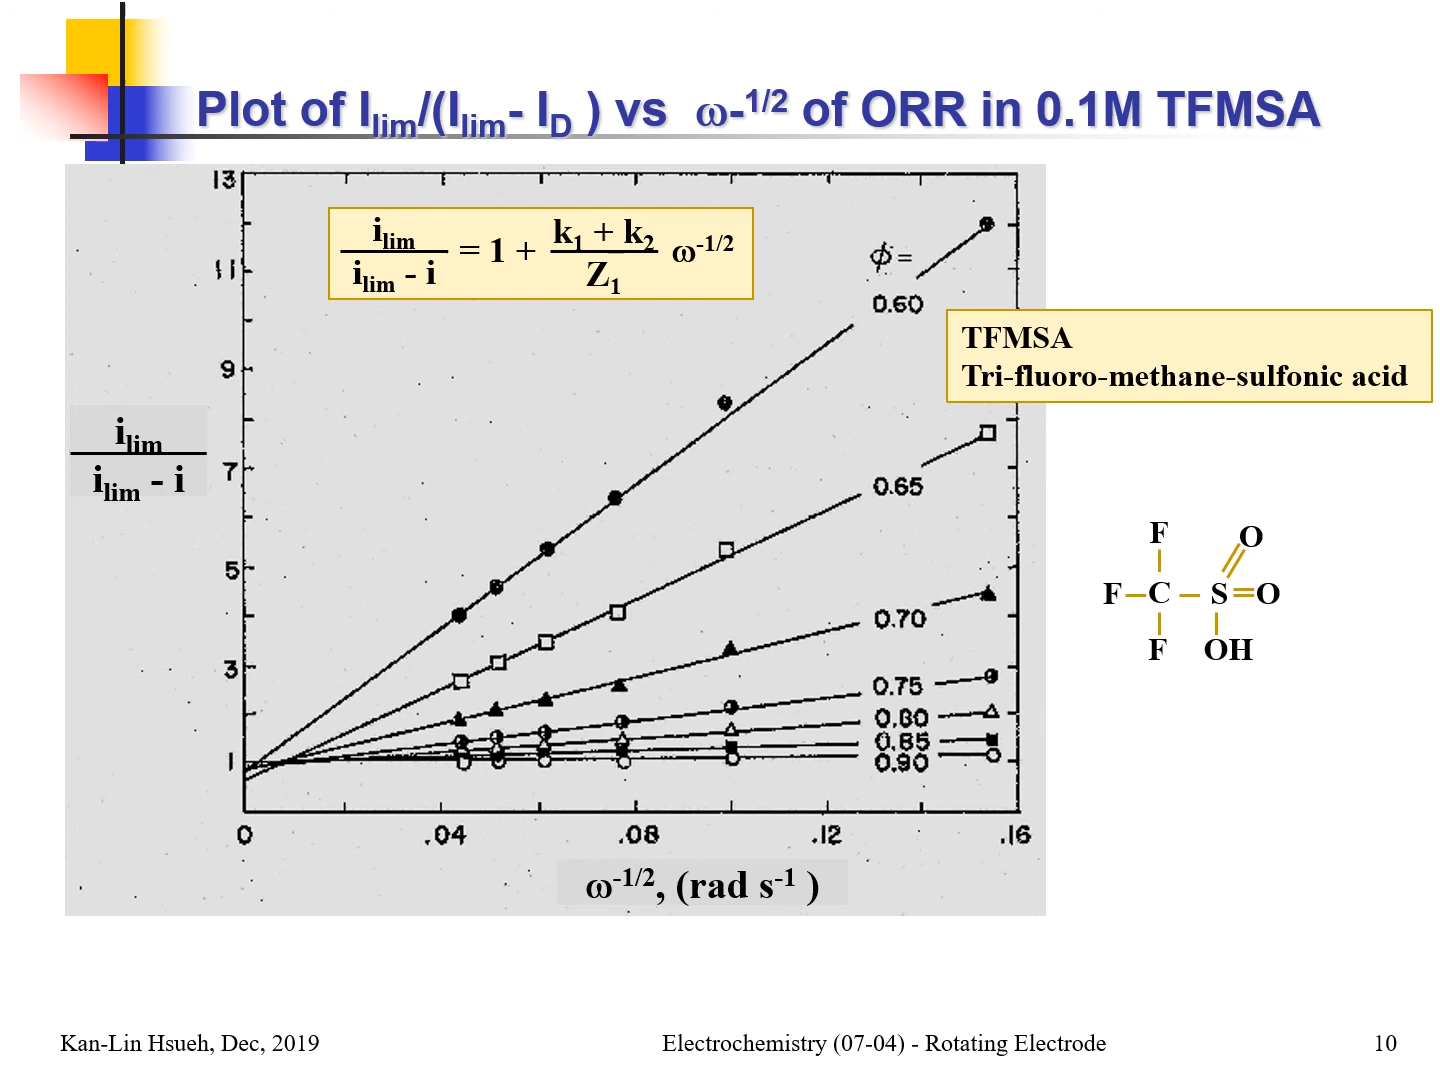 Plot of Ilim/(Ilim- ID ) vs ω-1/2 of ORR in 0.1M TFMSA
13
11
9
7
5
3
1
ilim
ilim - i
= 1 +
k1 + k2
Z1
ω-1/2
ϕ =
0.60
TFMSA
Tri-fluoro-methane-sulfonic acid
ilim
ilim - i
0.65
0.70
0.75
0.80
0.85
0.90
F
O
F
C
S
O
F
OH
0 .04 .08 .12 .16
ω-1/2, (rad s-1 )
Kan-Lin Hsueh, Dec, 2019
Electrochemistry (07-04) - Rotating Electrode
10